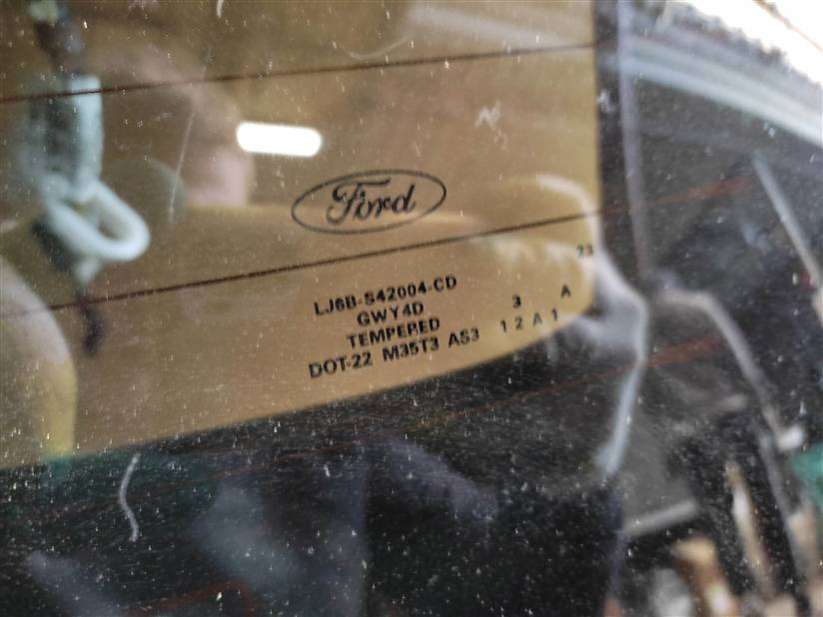 Ford
23
LJ6B-S42004-CD
GWY4D 3 A
TEMPERED
DOT-22 M35T3 AS3 1 2 A 1